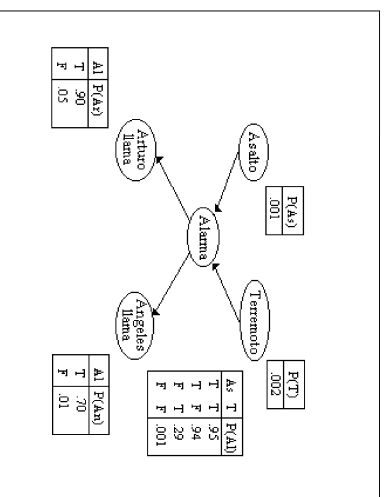 P(As)
.001
P(T)
.002
Asalto
Terremoto
As T P(Al)
T T .95
T F .94
F T .29
F F .001
Alarma
Al P(Ar)
T .90
F .05
Arturo
llama
Angeles
llama
Al P(An)
T .70
F .01